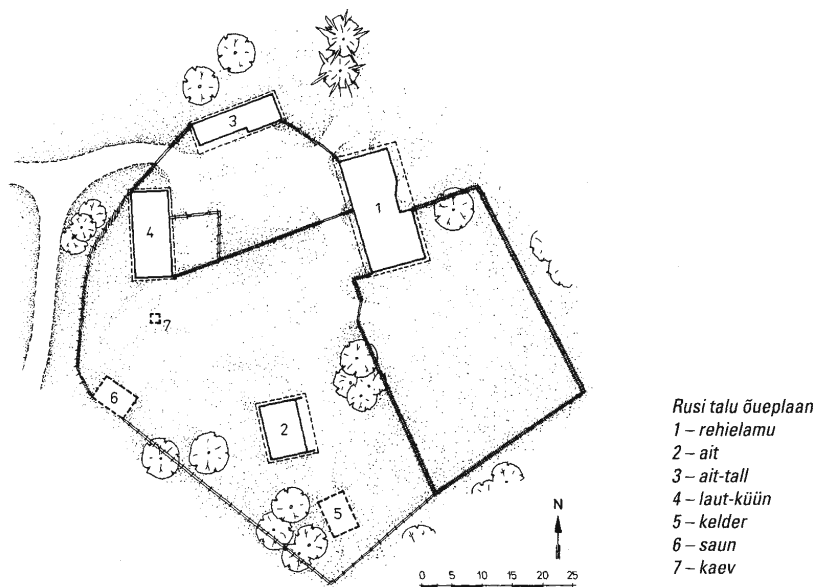 3
1
4
7
6
2
5
N
0 5 10 15 20 25
Rusi talu õueplaan
1 – rehielamu
2 – ait
3 – ait-tall
4 – laut-küün
5 – kelder
6 – saun
7 – kaev